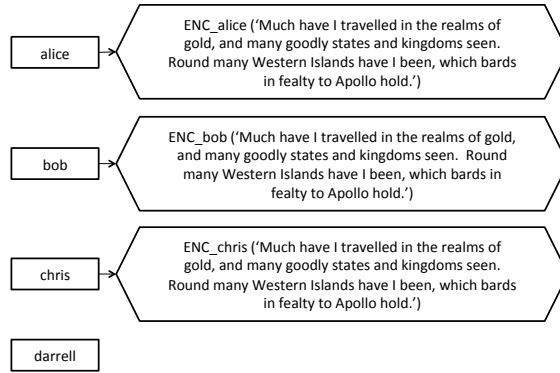 alice
ENC_alice (‘Much have I travelled in the realms of
gold, and many goodly states and kingdoms seen.
Round many Western Islands have I been, which bards
in fealty to Apollo hold.’)
bob
ENC_bob (‘Much have I travelled in the realms of gold,
and many goodly states and kingdoms seen.  Round
many Western Islands have I been, which bards in
fealty to Apollo hold.’)
chris
ENC_chris (‘Much have I travelled in the realms of
gold, and many goodly states and kingdoms seen.
Round many Western Islands have I been, which bards
in fealty to Apollo hold.’)
darrell